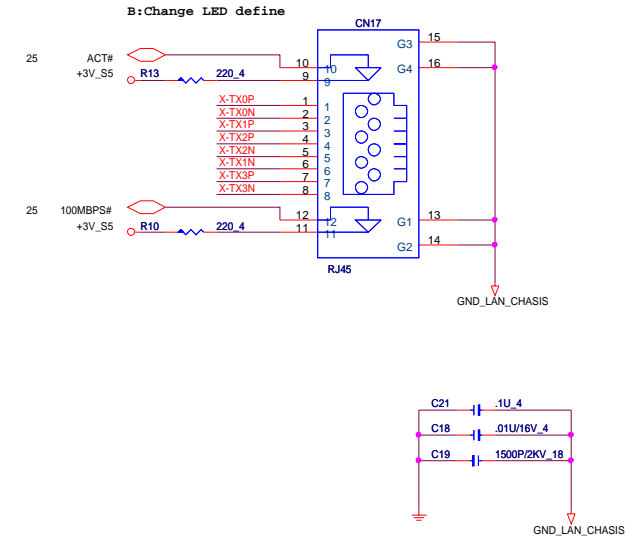 B:Change LED define
CN17
25 ACT#
+3V_S5 R13 220_4
10 10
9 9
X-TX0P 1 1
X-TX0N 2 2
X-TX1P 3 3
X-TX2P 4 4
X-TX2N 5 5
X-TX1N 6 6
X-TX3P 7 7
X-TX3N 8 8
25 100MBPS#
+3V_S5 R10 220_4
12 12
11 11
G3 15
G4 16
G1 13
G2 14
RJ45
GND_LAN_CHASIS
C21 .1U_4
C18 .01U/16V_4
C19 1500P/2KV_18
GND_LAN_CHASIS